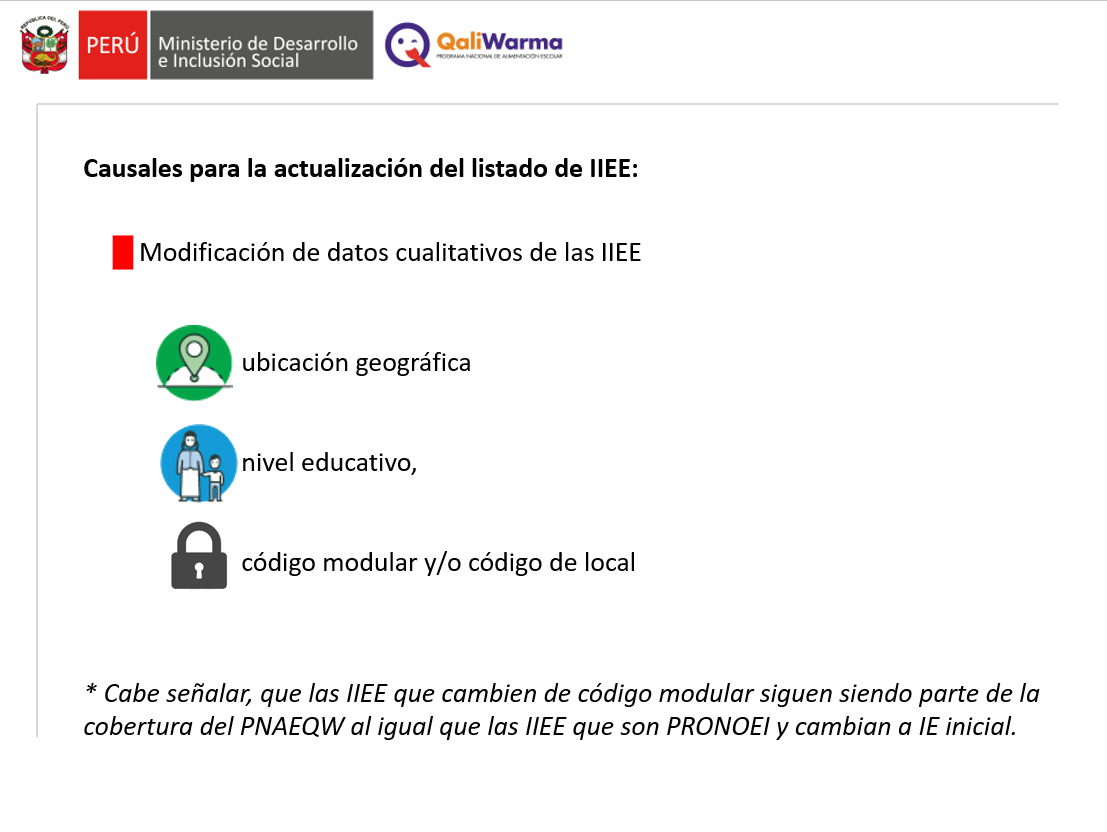 REPÚBLICA DEL PERÚ
PERÚ
Ministerio de Desarrollo
e Inclusión Social
QaliWarma
PROGRAMA NACIONAL DE ALIMENTACIÓN ESCOLAR
Causales para la actualización del listado de IIEE:
Modificación de datos cualitativos de las IIEE
ubicación geográfica
nivel educativo,
código modular y/o código de local
* Cabe señalar, que las IIEE que cambien de código modular siguen siendo parte de la
cobertura del PNAEQW al igual que las IIEE que son PRONOEI y cambian a IE inicial.